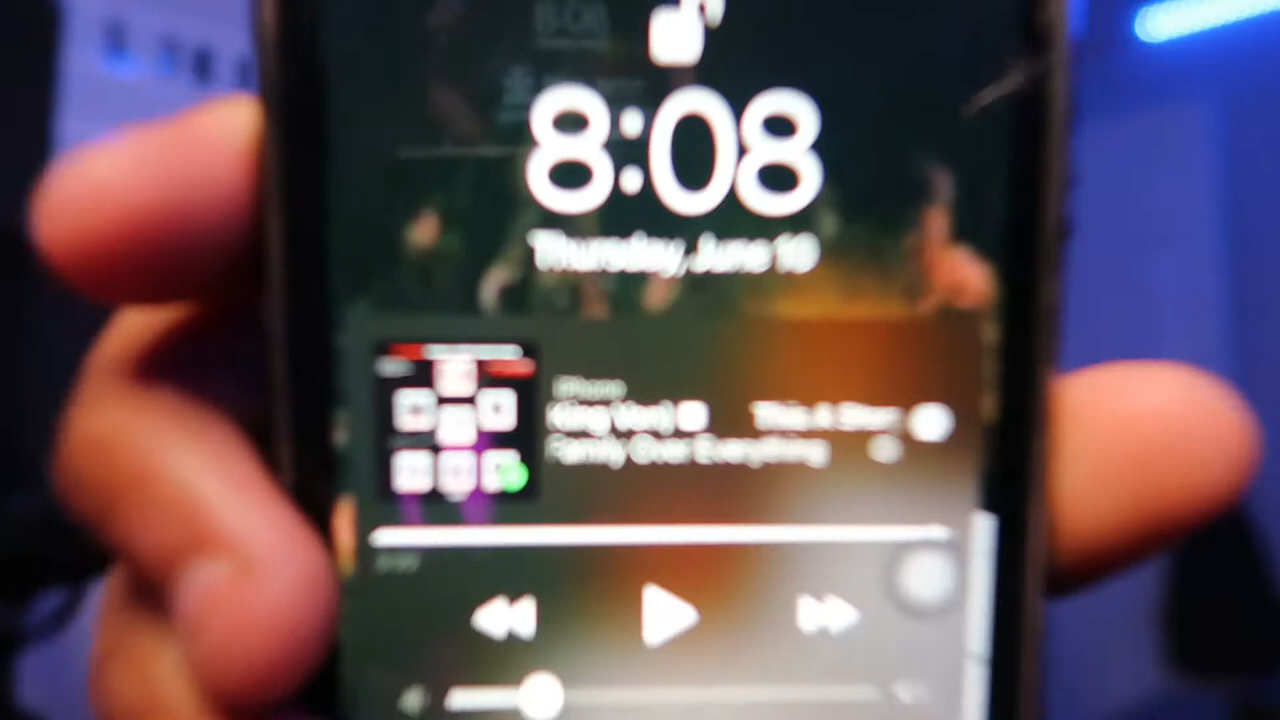 8:08
Thursday, June 10
iPhone
King Von) This A Story
Family Over Everything